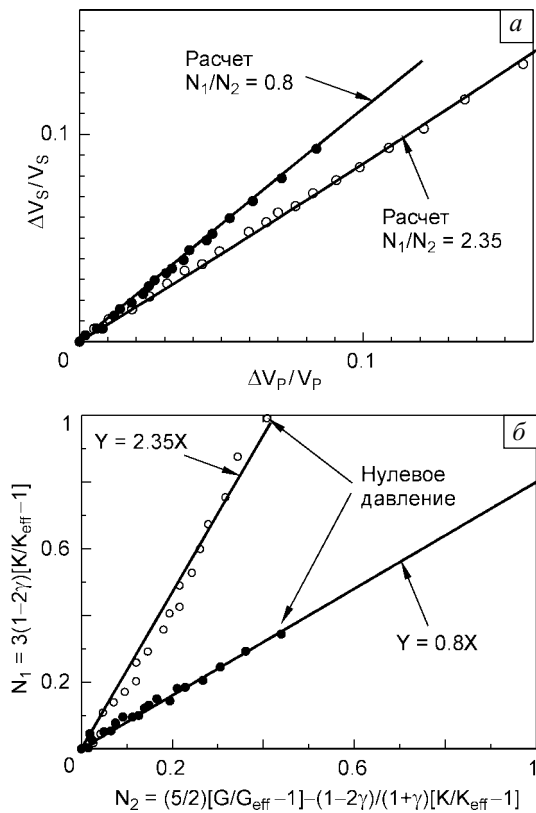 а
Расчет
N₁/N₂ = 0.8
0.1
ΔVS/VS
Расчет
N₁/N₂ = 2.35
0
0.1
ΔVP/VP
б
1
Y = 2.35X
Нулевое
давление
0.6
N₁ = 3(1−2γ)[K/Keff−1]
0.2
Y = 0.8X
0
0.2
0.6
1
N₂ = (5/2)[G/Geff−1]−(1−2γ)/(1+γ)[K/Keff−1]